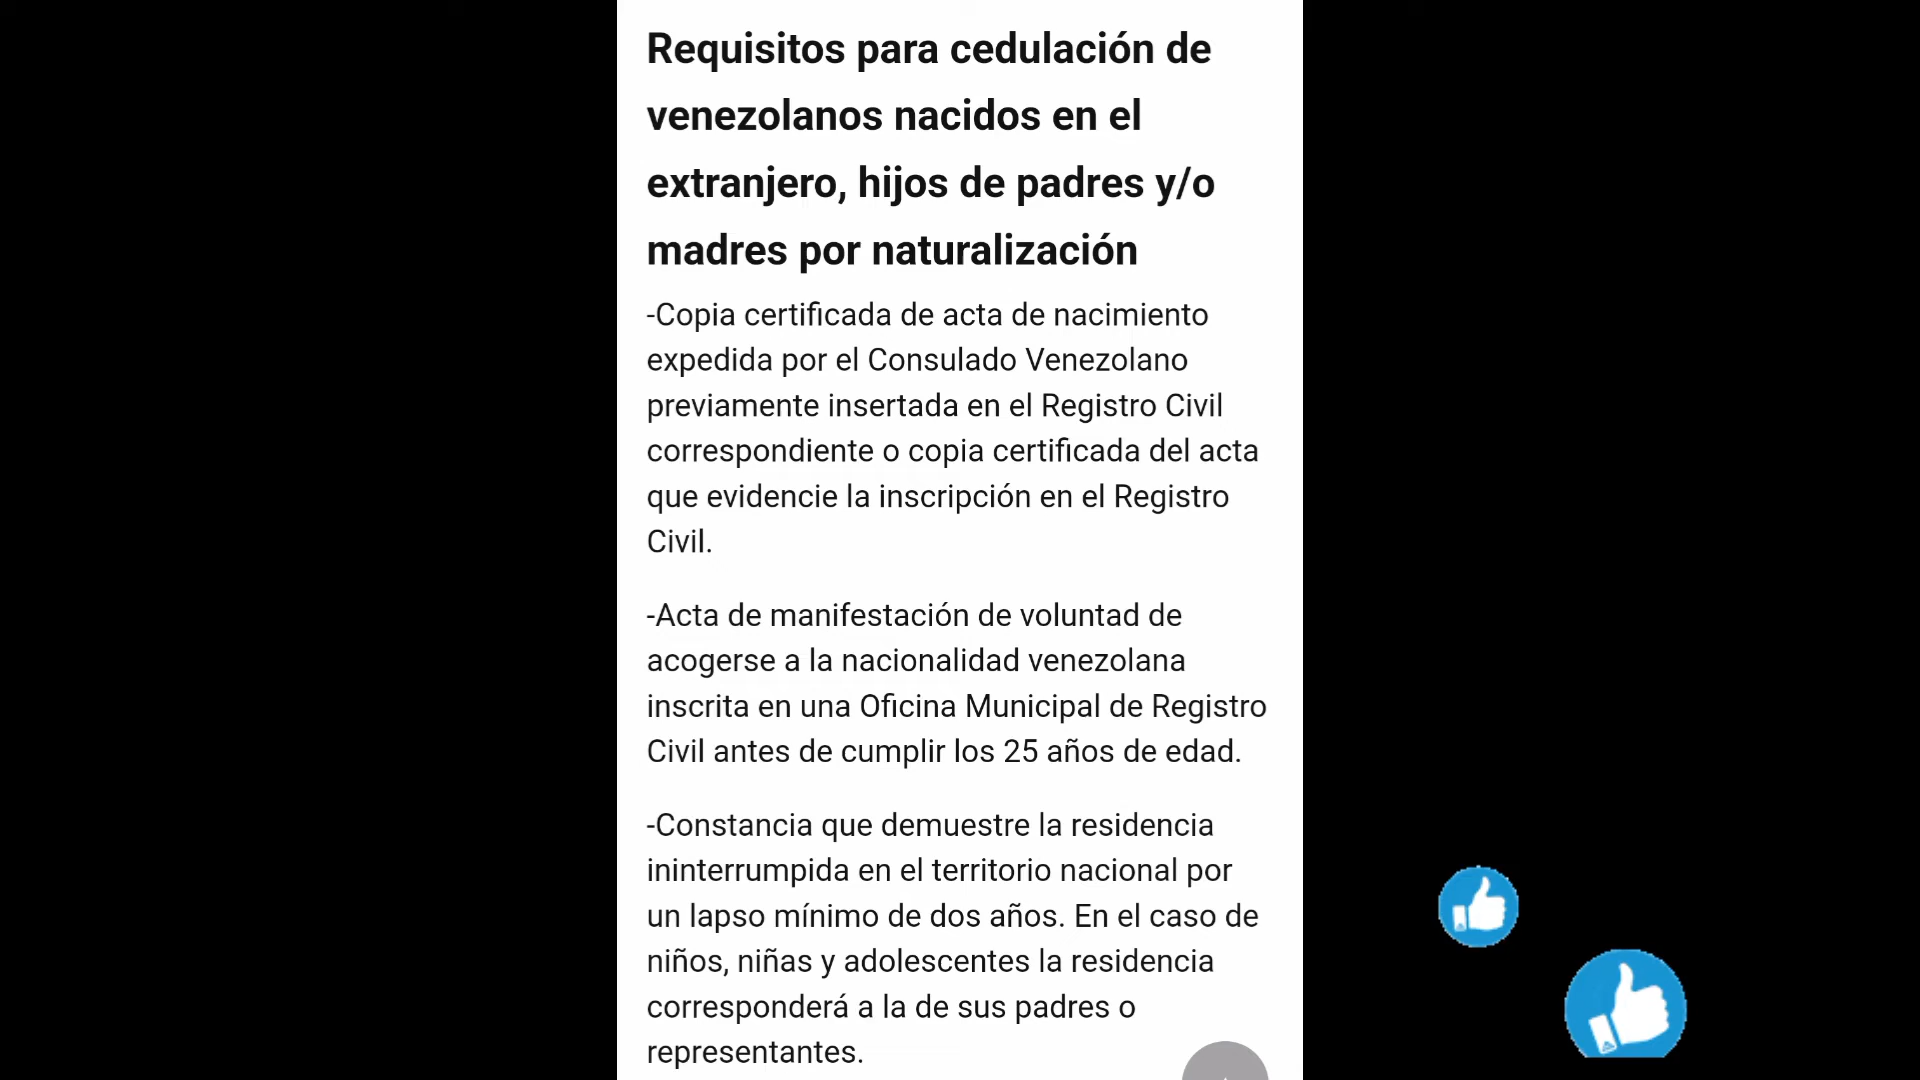 Requisitos para cedulación de
venezolanos nacidos en el
extranjero, hijos de padres y/o
madres por naturalización
-Copia certificada de acta de nacimiento
expedida por el Consulado Venezolano
previamente insertada en el Registro Civil
correspondiente o copia certificada del acta
que evidencie la inscripción en el Registro
Civil.
-Acta de manifestación de voluntad de
acogerse a la nacionalidad venezolana
inscrita en una Oficina Municipal de Registro
Civil antes de cumplir los 25 años de edad.
-Constancia que demuestre la residencia
ininterrumpida en el territorio nacional por
un lapso mínimo de dos años. En el caso de
niños, niñas y adolescentes la residencia
corresponderá a la de sus padres o
representantes.